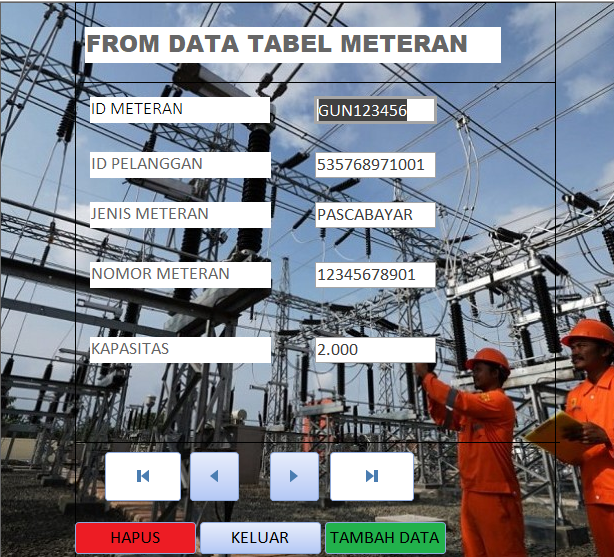 FROM DATA TABEL METERAN
ID METERAN GUN123456
ID PELANGGAN 535768971001
JENIS METERAN PASCABAYAR
NOMOR METERAN 12345678901
KAPASITAS 2.000
HAPUS KELUAR TAMBAH DATA